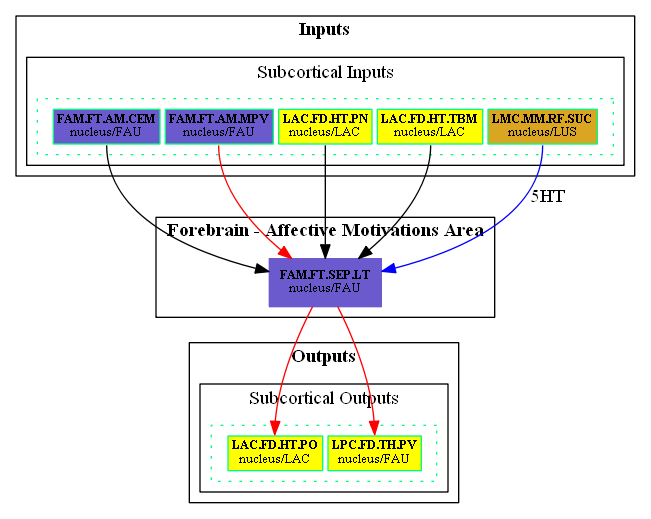 Inputs
Subcortical Inputs
FAM.FT.AM.CEM
nucleus/FAU
FAM.FT.AM.MPV
nucleus/FAU
LAC.FD.HT.PN
nucleus/LAC
LAC.FD.HT.TBM
nucleus/LAC
LMC.MM.RF.SUC
nucleus/LUS
5HT
Forebrain - Affective Motivations Area
FAM.FT.SEP.LT
nucleus/FAU
Outputs
Subcortical Outputs
LAC.FD.HT.PO
nucleus/LAC
LPC.FD.TH.PV
nucleus/FAU